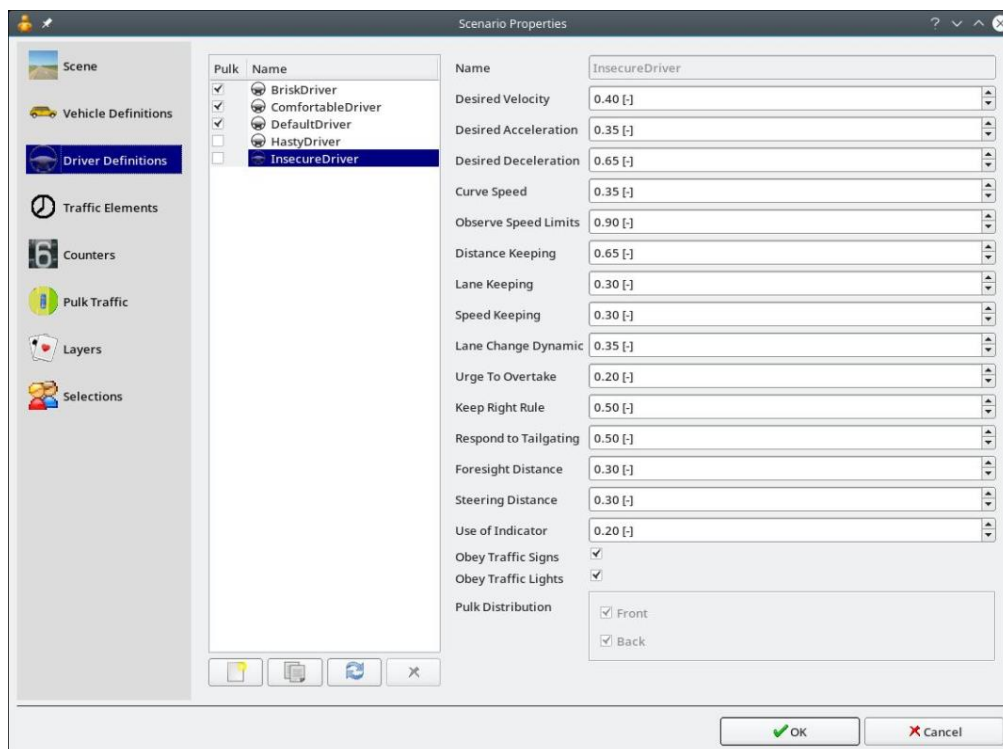 Scenario Properties
Scene
Vehicle Definitions
Driver Definitions
Traffic Elements
Counters
Pulk Traffic
Layers
Selections
Pulk Name
BriskDriver
ComfortableDriver
DefaultDriver
HastyDriver
InsecureDriver
Name InsecureDriver
Desired Velocity 0.40 [-]
Desired Acceleration 0.35 [-]
Desired Deceleration 0.65 [-]
Curve Speed 0.35 [-]
Observe Speed Limits 0.90 [-]
Distance Keeping 0.65 [-]
Lane Keeping 0.30 [-]
Speed Keeping 0.30 [-]
Lane Change Dynamic 0.35 [-]
Urge To Overtake 0.20 [-]
Keep Right Rule 0.50 [-]
Respond to Tailgating 0.50 [-]
Foresight Distance 0.30 [-]
Steering Distance 0.30 [-]
Use of Indicator 0.20 [-]
Obey Traffic Signs
Obey Traffic Lights
Pulk Distribution
Front
Back
OK
Cancel